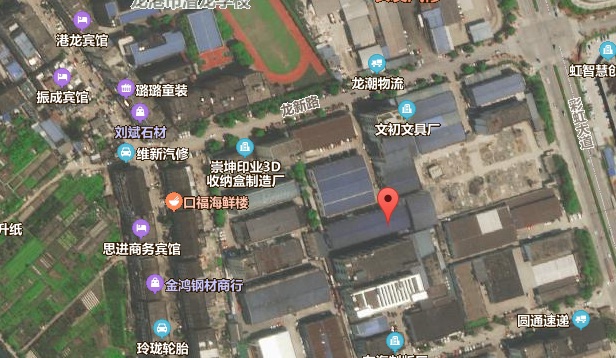 港龙宾馆
振成宾馆
璐璐童装
刘斌石材
维新汽修
龙新路
龙潮物流
文初文具厂
虹智慧创
彩虹大道
崇坤印业3D
收纳盒制造厂
口福海鲜楼
升纸
思进商务宾馆
金鸿钢材商行
玲珑轮胎
圆通速递